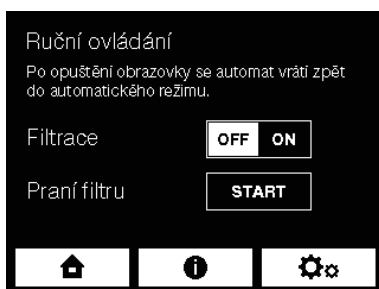 Ruční ovládání
Po opuštění obrazovky se automat vrátí zpět
do automatického režimu.
Filtrace OFF ON
Praní filtru START